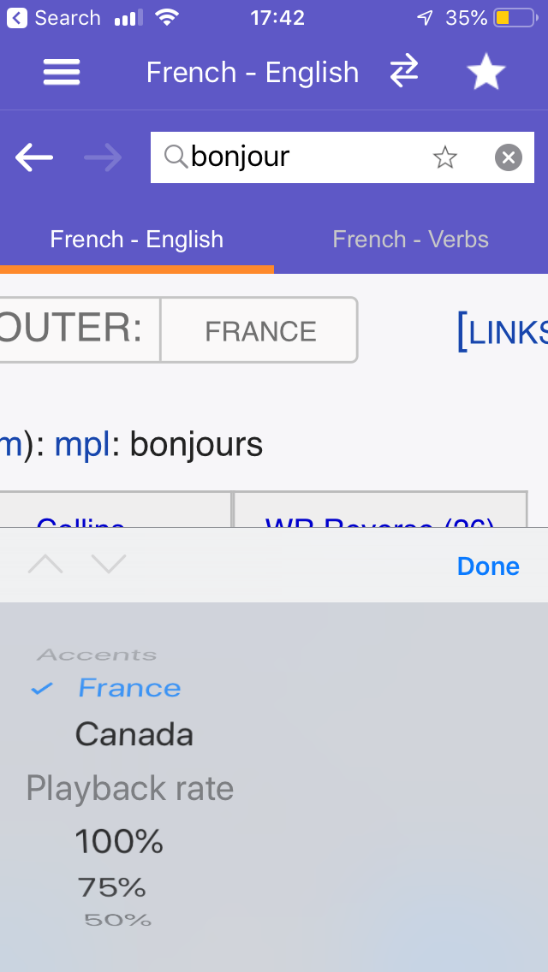 Search 17:42 35%
French - English
bonjour
French - English French - Verbs
OUTER: FRANCE [LINKS
m): mpl: bonjours
Collins WR Reverse (26)
Done
Accents
France
Canada
Playback rate
100%
75%
50%